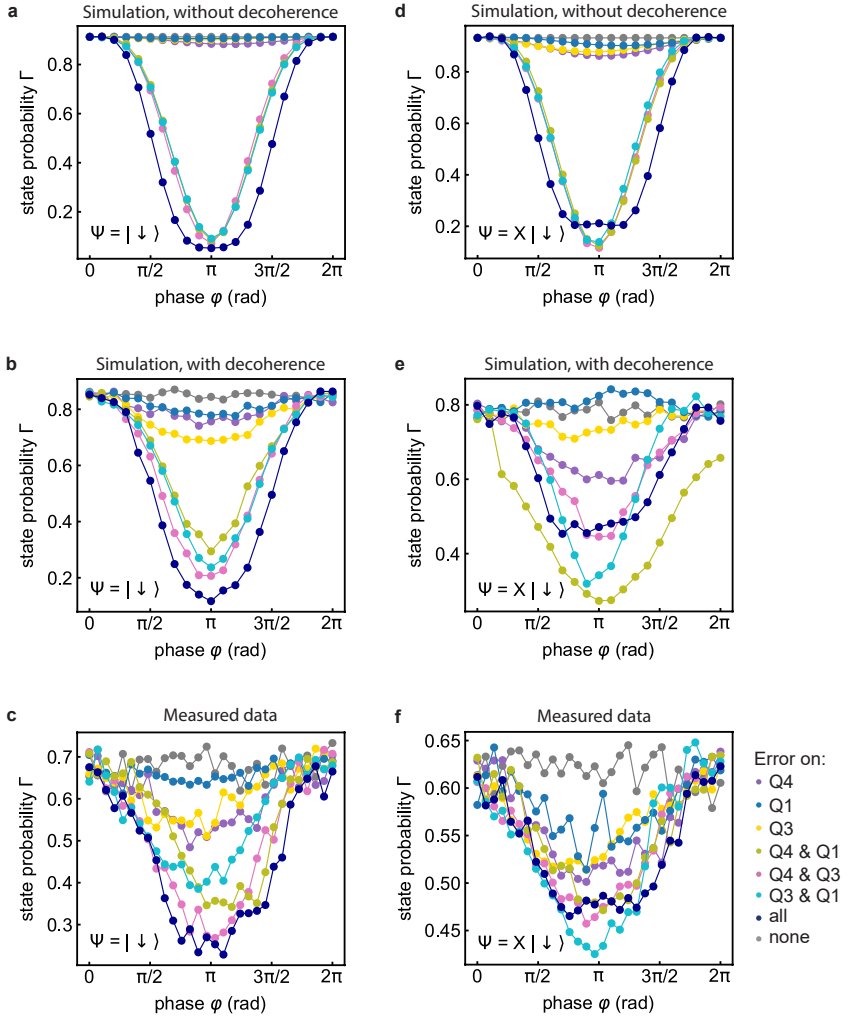 a
Simulation, without decoherence
state probability Γ
0.8
0.6
0.4
0.2
Ψ = | ↓ ⟩
0 π/2 π 3π/2 2π
phase φ (rad)
d
Simulation, without decoherence
state probability Γ
0.8
0.6
0.4
0.2
Ψ = X | ↓ ⟩
0 π/2 π 3π/2 2π
phase φ (rad)
b
Simulation, with decoherence
state probability Γ
0.8
0.6
0.4
0.2
Ψ = | ↓ ⟩
0 π/2 π 3π/2 2π
phase φ (rad)
e
Simulation, with decoherence
state probability Γ
0.8
0.6
0.4
Ψ = X | ↓ ⟩
0 π/2 π 3π/2 2π
phase φ (rad)
c
Measured data
state probability Γ
0.7
0.6
0.5
0.4
0.3
Ψ = | ↓ ⟩
0 π/2 π 3π/2 2π
phase φ (rad)
f
Measured data
state probability Γ
0.65
0.60
0.55
0.50
0.45
Ψ = X | ↓ ⟩
0 π/2 π 3π/2 2π
phase φ (rad)
Error on:
Q4
Q1
Q3
Q4 & Q1
Q4 & Q3
Q3 & Q1
all
none